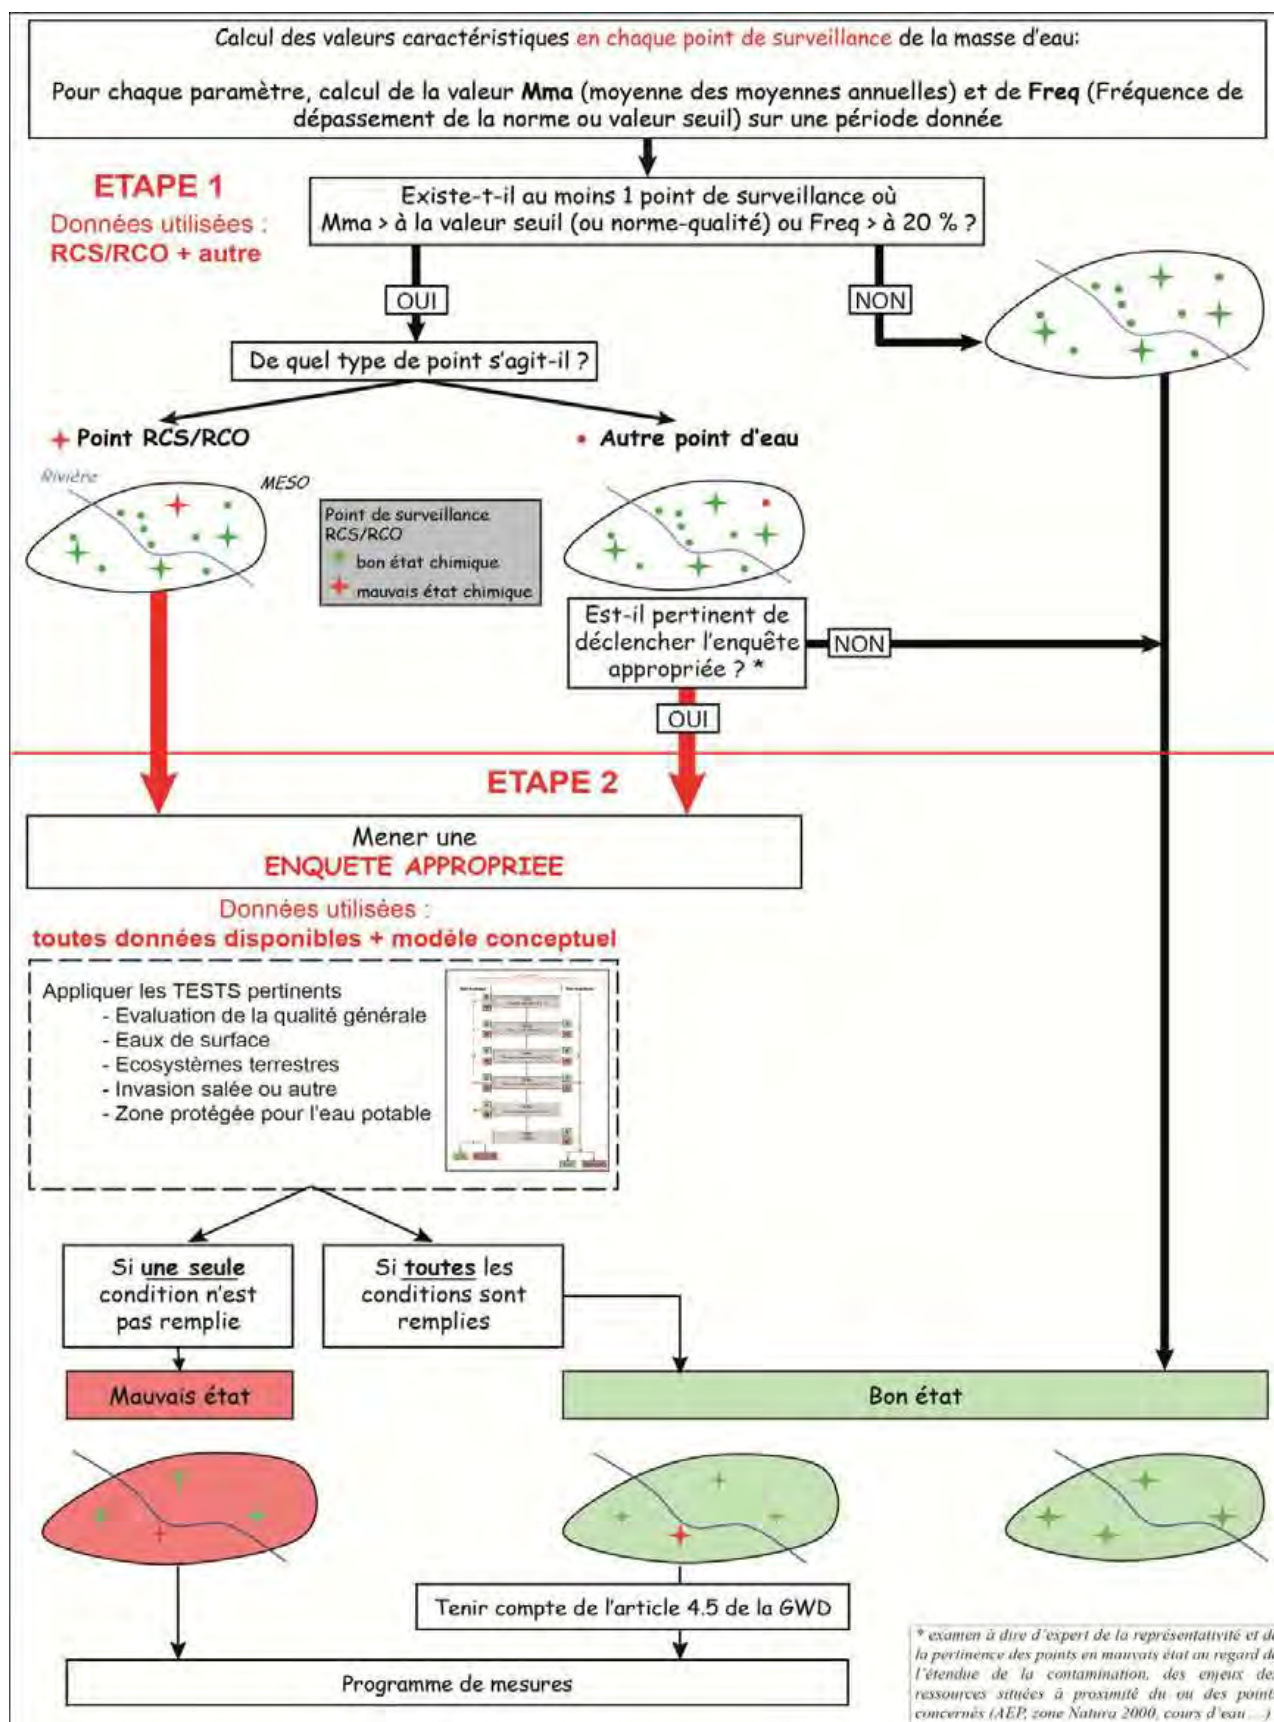 Calcul des valeurs caractéristiques en chaque point de surveillance de la masse d'eau:
Pour chaque paramètre, calcul de la valeur Mma (moyenne des moyennes annuelles) et de Freq (Fréquence de
dépassement de la norme ou valeur seuil) sur une période donnée
ETAPE 1
Données utilisées :
RCS/RCO + autre
Existe-t-il au moins 1 point de surveillance où
Mma > à la valeur seuil (ou norme-qualité) ou Freq > à 20 % ?
OUI
NON
De quel type de point s'agit-il ?
Point RCS/RCO
Autre point d'eau
Rivière
MESO
Point de surveillance
RCS/RCO
bon état chimique
mauvais état chimique
Est-il pertinent de
déclencher l'enquête
appropriée ? *
NON
OUI
ETAPE 2
Mener une
ENQUETE APPROPRIEE
Données utilisées :
toutes données disponibles + modèle conceptuel
Appliquer les TESTS pertinents
- Evaluation de la qualité générale
- Eaux de surface
- Ecosystèmes terrestres
- Invasion salée ou autre
- Zone protégée pour l'eau potable
Si une seule
condition n'est
pas remplie
Si toutes les
conditions sont
remplies
Mauvais état
Bon état
Tenir compte de l'article 4.5 de la GWD
Programme de mesures
* examen à dire d'expert de la représentativité et de
la pertinence des points en mauvais état au regard de
l'étendue de la contamination, des enjeux des
ressources situées à proximité du ou des points
concernés (AEP, zone Natura 2000, cours d'eau ...)